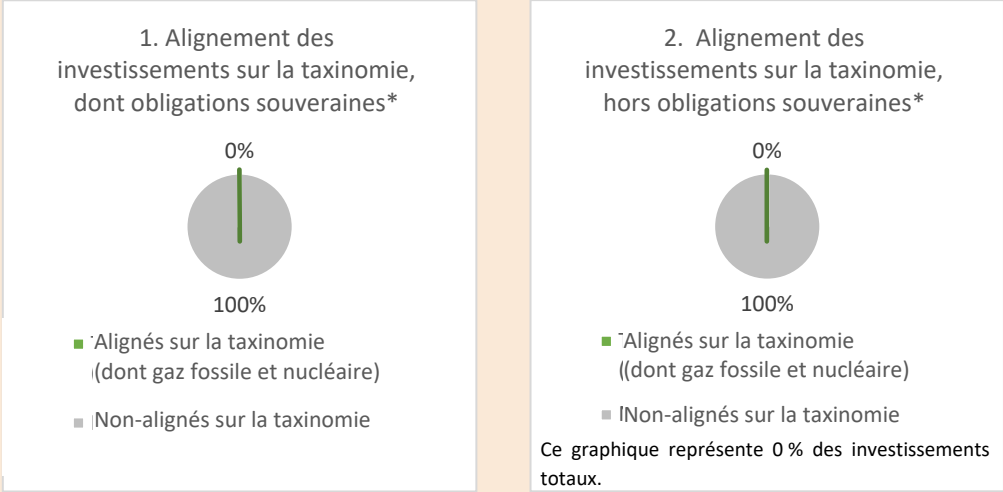 1. Alignement des
investissements sur la taxinomie,
dont obligations souveraines*
0%
100%
Alignés sur la taxinomie
(dont gaz fossile et nucléaire)
Non-alignés sur la taxinomie
2. Alignement des
investissements sur la taxinomie,
hors obligations souveraines*
0%
100%
Alignés sur la taxinomie
((dont gaz fossile et nucléaire)
Non-alignés sur la taxinomie
Ce graphique représente 0 % des investissements
totaux.